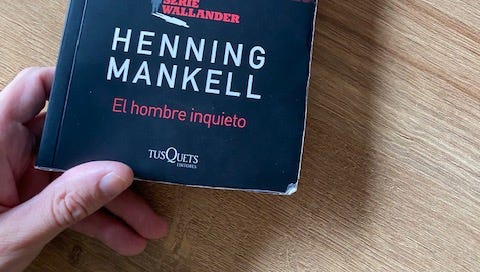 SERIE
WALLANDER
HENNING
MANKELL
El hombre inquieto
TUSQUETS
EDITORES